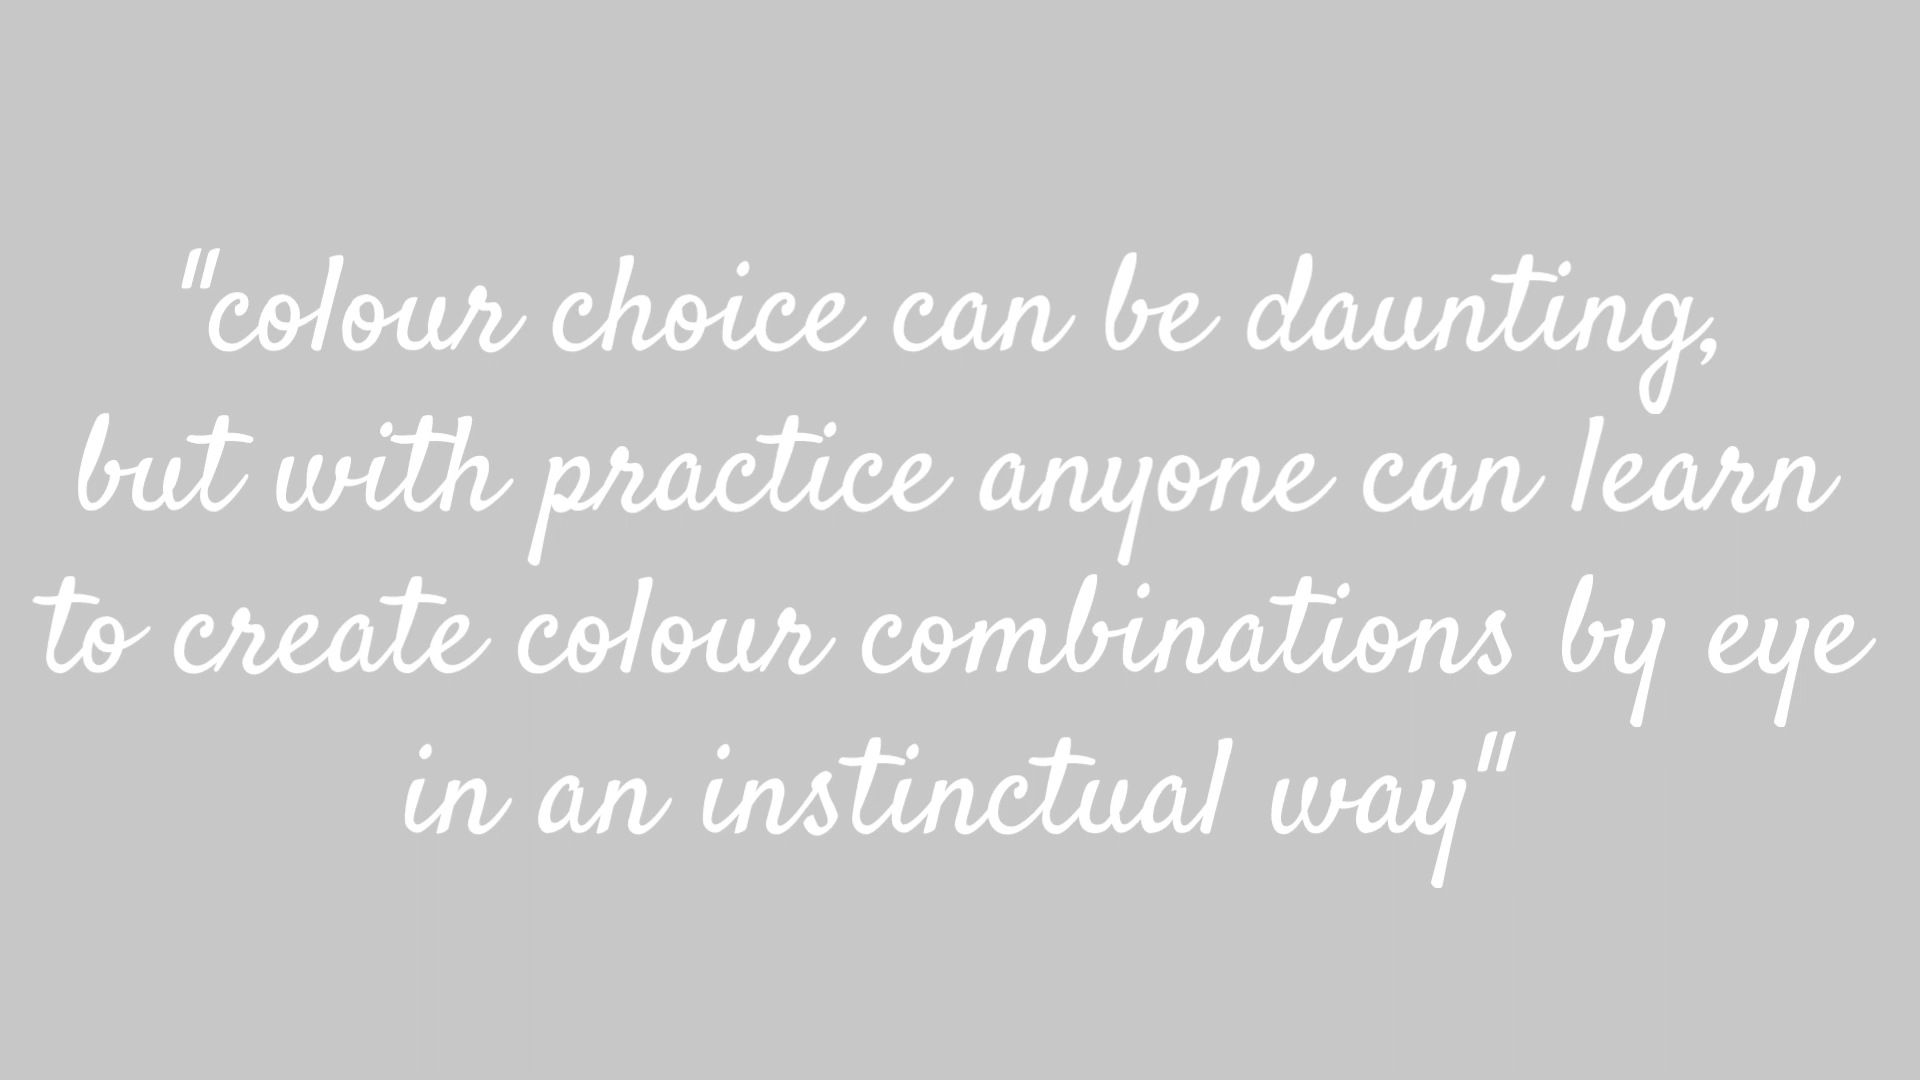 "colour choice can be daunting,
but with practice anyone can learn
to create colour combinations by eye
in an instinctual way"